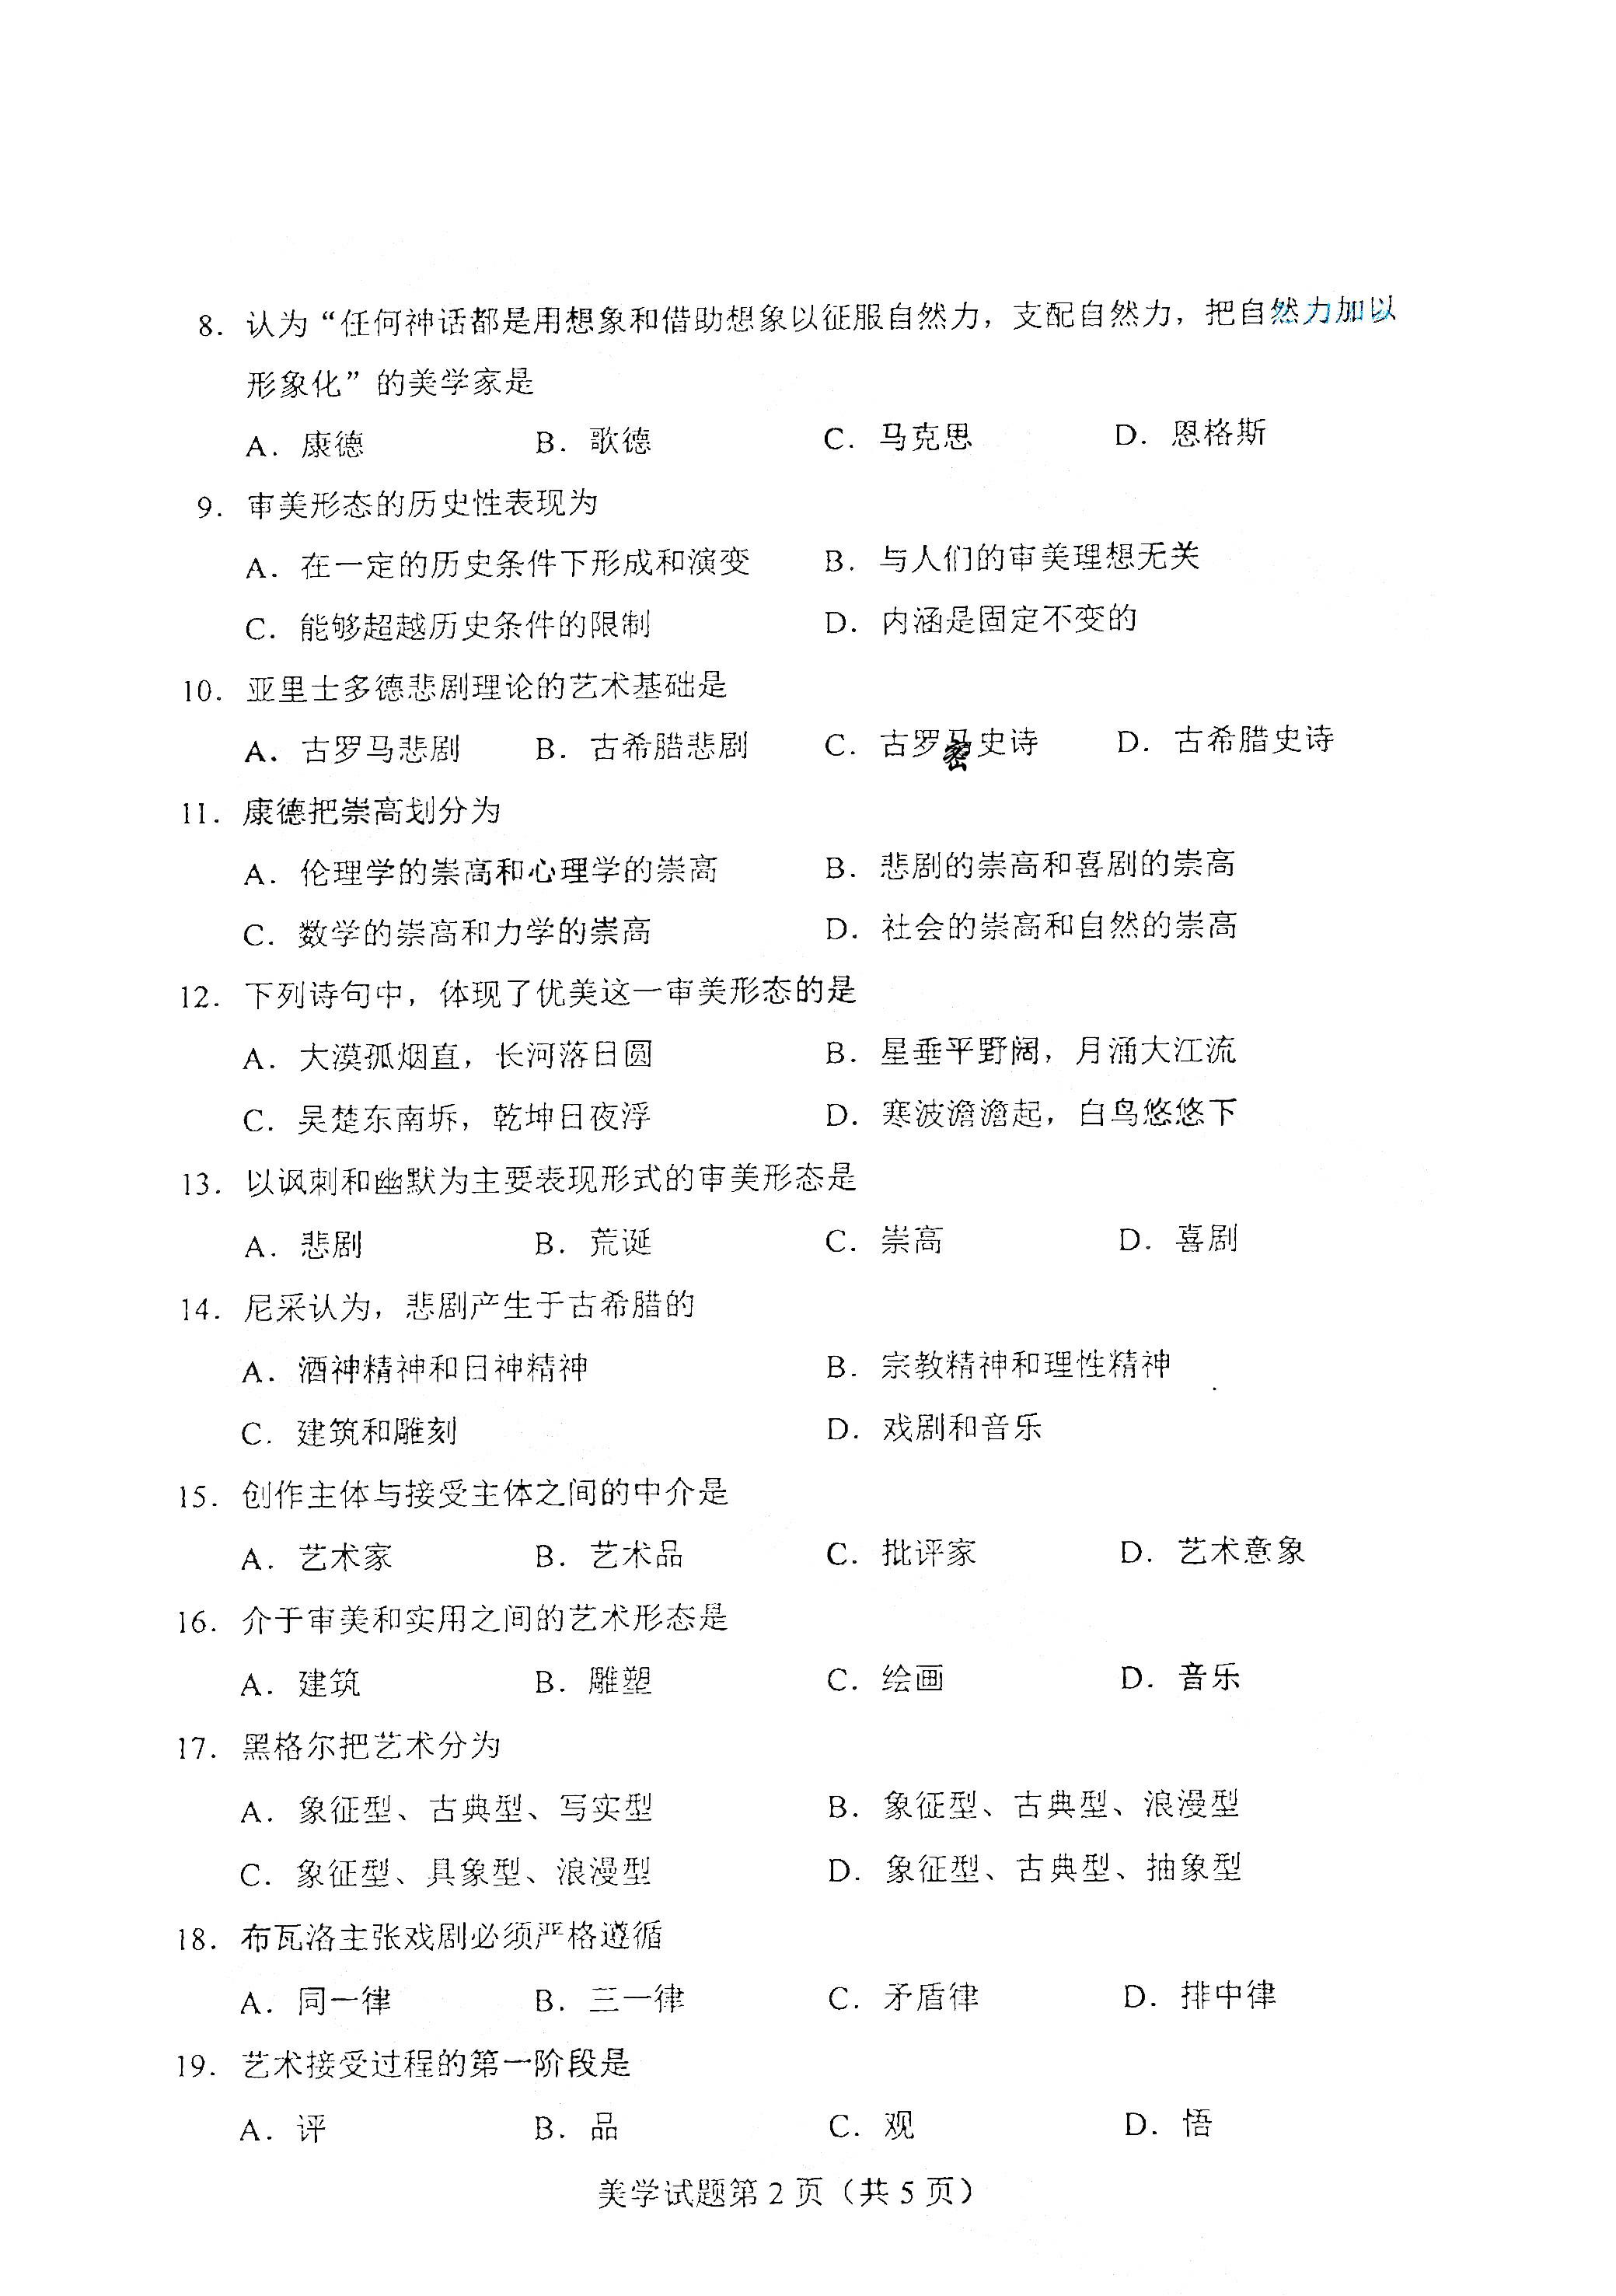 8. 认为“任何神话都是用想象和借助想象以征服自然力，支配自然力，把自然力加以
形象化”的美学家是
A. 康德 B. 歌德 C. 马克思 D. 恩格斯
9. 审美形态的历史性表现为
A. 在一定的历史条件下形成和演变 B. 与人们的审美理想无关
C. 能够超越历史条件的限制 D. 内涵是固定不变的
10. 亚里士多德悲剧理论的艺术基础是
A. 古罗马悲剧 B. 古希腊悲剧 C. 古罗马史诗 D. 古希腊史诗
11. 康德把崇高划分为
A. 伦理学的崇高和心理学的崇高 B. 悲剧的崇高和喜剧的崇高
C. 数学的崇高和力学的崇高 D. 社会的崇高和自然的崇高
12. 下列诗句中，体现了优美这一审美形态的是
A. 大漠孤烟直，长河落日圆 B. 星垂平野阔，月涌大江流
C. 吴楚东南坼，乾坤日夜浮 D. 寒波澹澹起，白鸟悠悠下
13. 以讽刺和幽默为主要表现形式的审美形态是
A. 悲剧 B. 荒诞 C. 崇高 D. 喜剧
14. 尼采认为，悲剧产生于古希腊的
A. 酒神精神和日神精神 B. 宗教精神和理性精神
C. 建筑和雕刻 D. 戏剧和音乐
15. 创作主体与接受主体之间的中介是
A. 艺术家 B. 艺术品 C. 批评家 D. 艺术意象
16. 介于审美和实用之间的艺术形态是
A. 建筑 B. 雕塑 C. 绘画 D. 音乐
17. 黑格尔把艺术分为
A. 象征型、古典型、写实型 B. 象征型、古典型、浪漫型
C. 象征型、具象型、浪漫型 D. 象征型、古典型、抽象型
18. 布瓦洛主张戏剧必须严格遵循
A. 同一律 B. 三一律 C. 矛盾律 D. 排中律
19. 艺术接受过程的第一阶段是
A. 评 B. 品 C. 观 D. 悟
美学试题第 2 页（共 5 页）